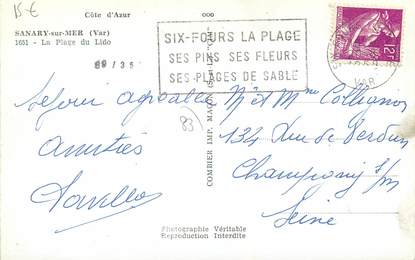 15-€
Côte d'Azur
SANARY-sur-MER (Var)
1651 - La Plage du Lido
SIX-FOURS LA PLAGE
SES PINS SES FLEURS
SES PLAGES DE SABLE
VAR
12F
83
COMBIER IMP. MACON
Séjour agréable
Amitiés
Mr et Mme Collignon
134 Rue de Verdun
Champigny s/m
Seine
Photographie Véritable
Reproduction Interdite